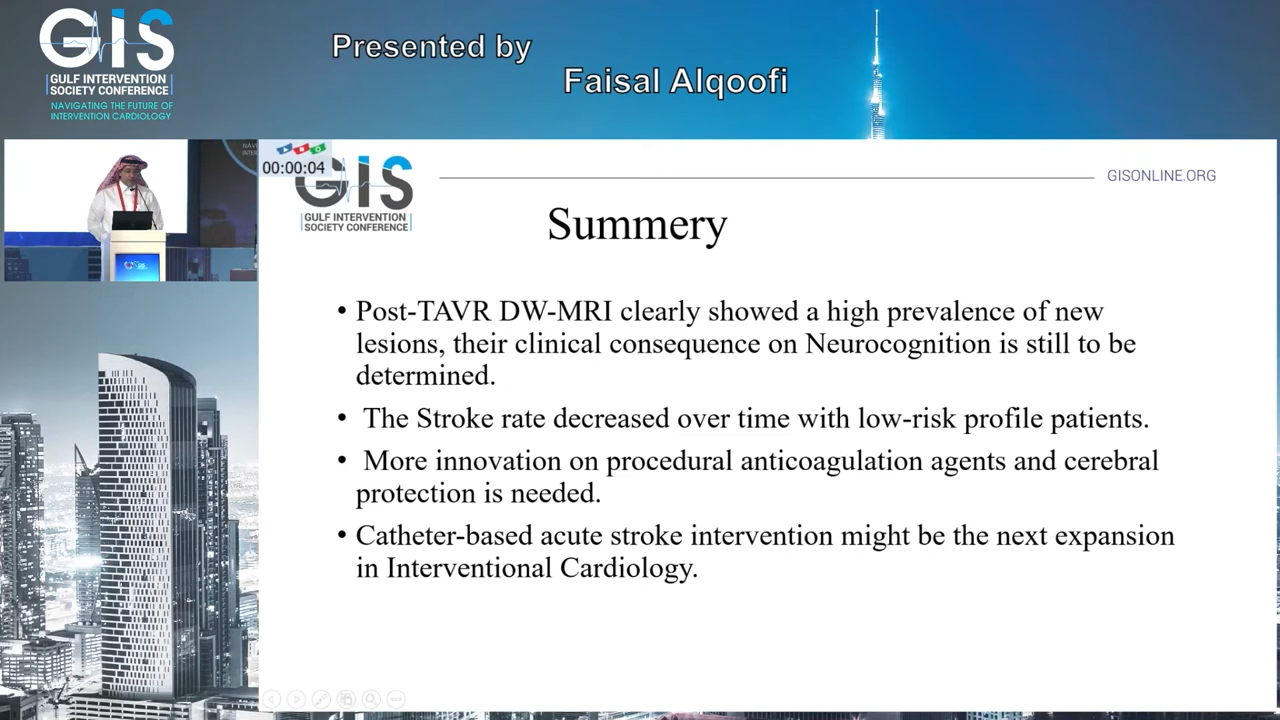 GIS
GULF INTERVENTION
SOCIETY CONFERENCE
NAVIGATING THE FUTURE OF
INTERVENTION CARDIOLOGY
Presented by
Faisal Alqoofi
00:00:04
GIS
GULF INTERVENTION
SOCIETY CONFERENCE
GISONLINE.ORG
Summery
• Post-TAVR DW-MRI clearly showed a high prevalence of new
lesions, their clinical consequence on Neurocognition is still to be
determined.
• The Stroke rate decreased over time with low-risk profile patients.
• More innovation on procedural anticoagulation agents and cerebral
protection is needed.
• Catheter-based acute stroke intervention might be the next expansion
in Interventional Cardiology.